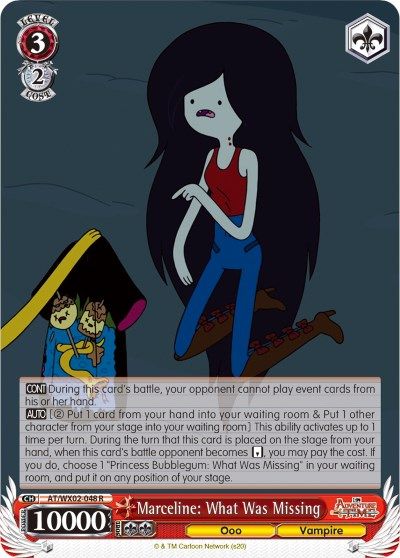 LEVEL
3
2
COST
CONT During this card's battle, your opponent cannot play event cards from
his or her hand.
AUTO [② Put 1 card from your hand into your waiting room & Put 1 other
character from your stage into your waiting room] This ability activates up to 1
time per turn. During the turn that this card is placed on the stage from your
hand, when this card's battle opponent becomes , you may pay the cost. If
you do, choose 1 "Princess Bubblegum: What Was Missing" in your waiting
room, and put it on any position of your stage.
CH AT/WX02-048 R
Marceline: What Was Missing
ADVENTURE TIME
POWER 10000
SOUL
Ooo
Vampire
© & TM Cartoon Network (s20)